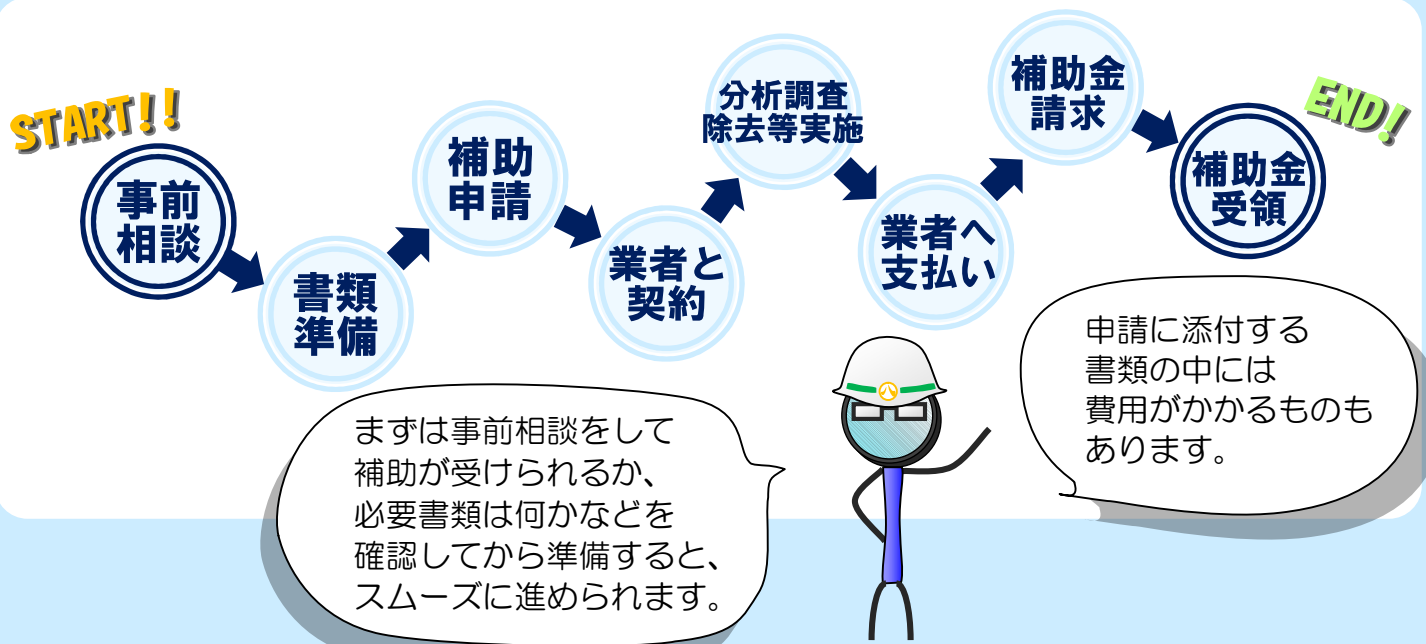 START!!
事前
相談
書類
準備
補助
申請
業者と
契約
分析調査
除去等実施
業者へ
支払い
補助金
請求
補助金
受領
END!
まずは事前相談をして
補助が受けられるか、
必要書類は何かなどを
確認してから準備すると、
スムーズに進められます。
申請に添付する
書類の中には
費用がかかるものも
あります。